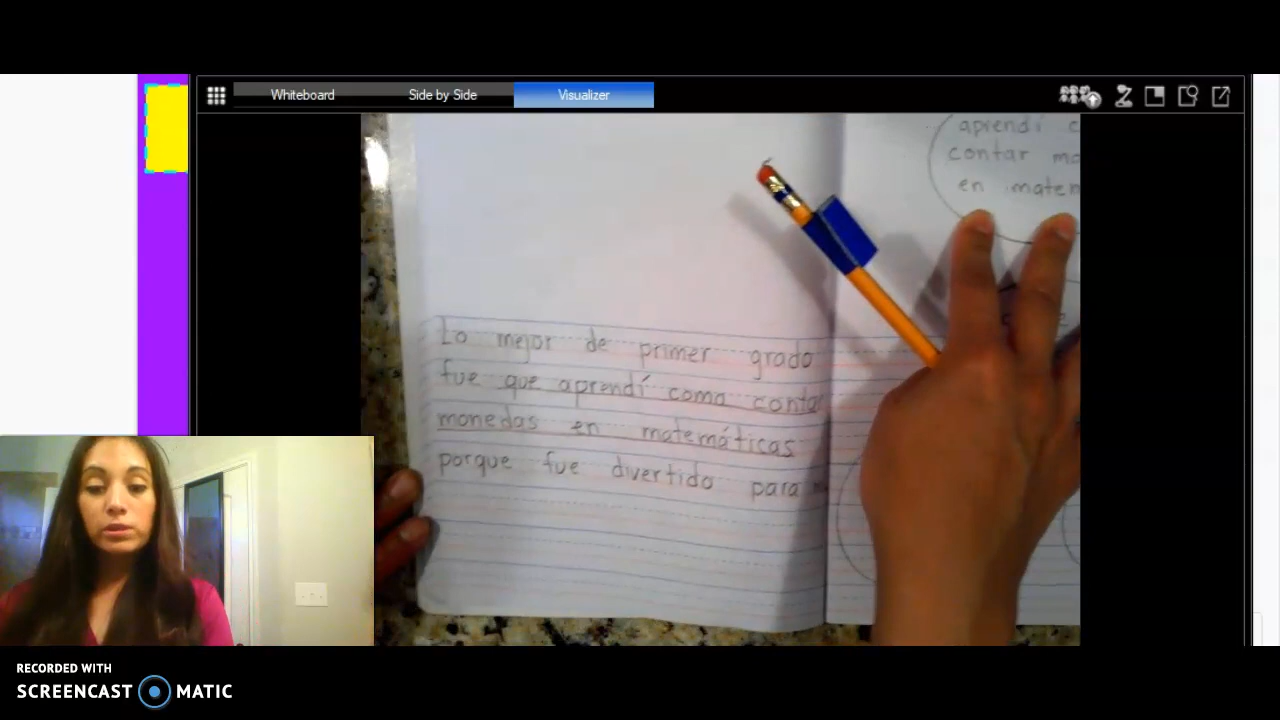 Whiteboard
Side by Side
Visualizer
aprendí
contar
en
Lo mejor de primer grado
fue que aprendí como contar
monedas en matemáticas
porque fue divertido para
RECORDED WITH
SCREENCAST MATIC